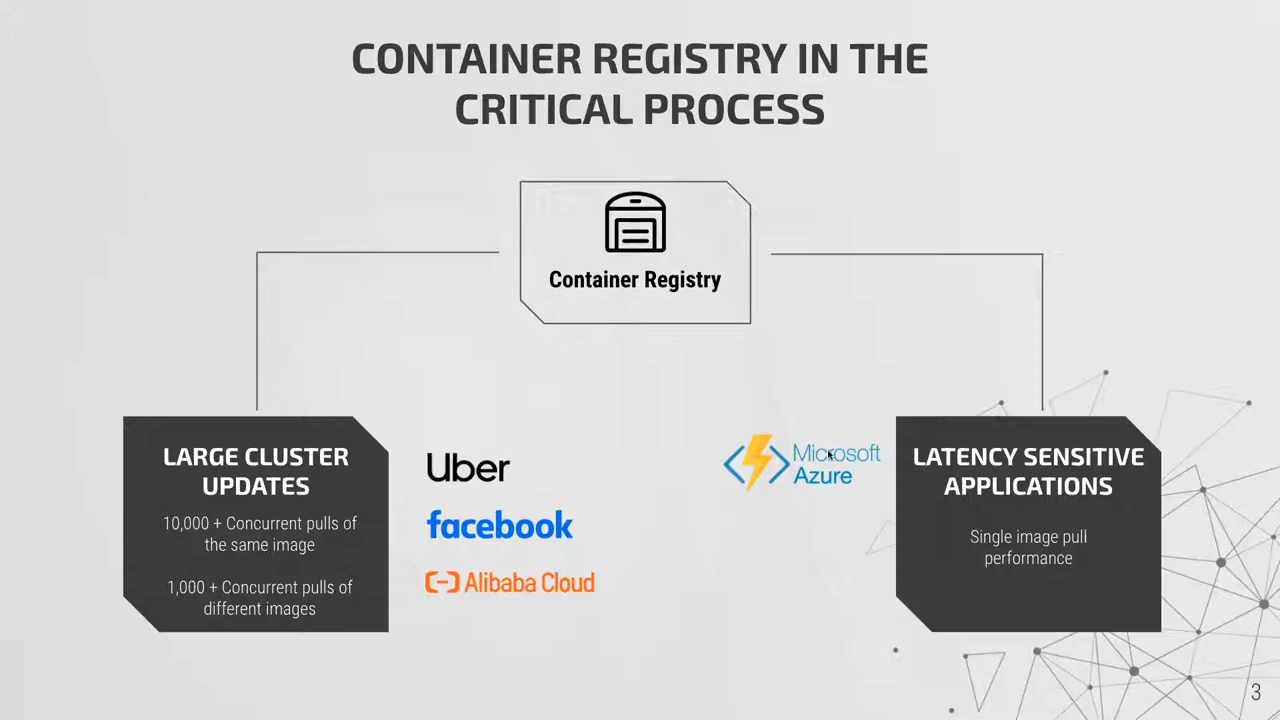 CONTAINER REGISTRY IN THE
CRITICAL PROCESS
Container Registry
LARGE CLUSTER
UPDATES
10,000 + Concurrent pulls of
the same image
1,000 + Concurrent pulls of
different images
Uber
facebook
Alibaba Cloud
Microsoft
Azure
LATENCY SENSITIVE
APPLICATIONS
Single image pull
performance
3